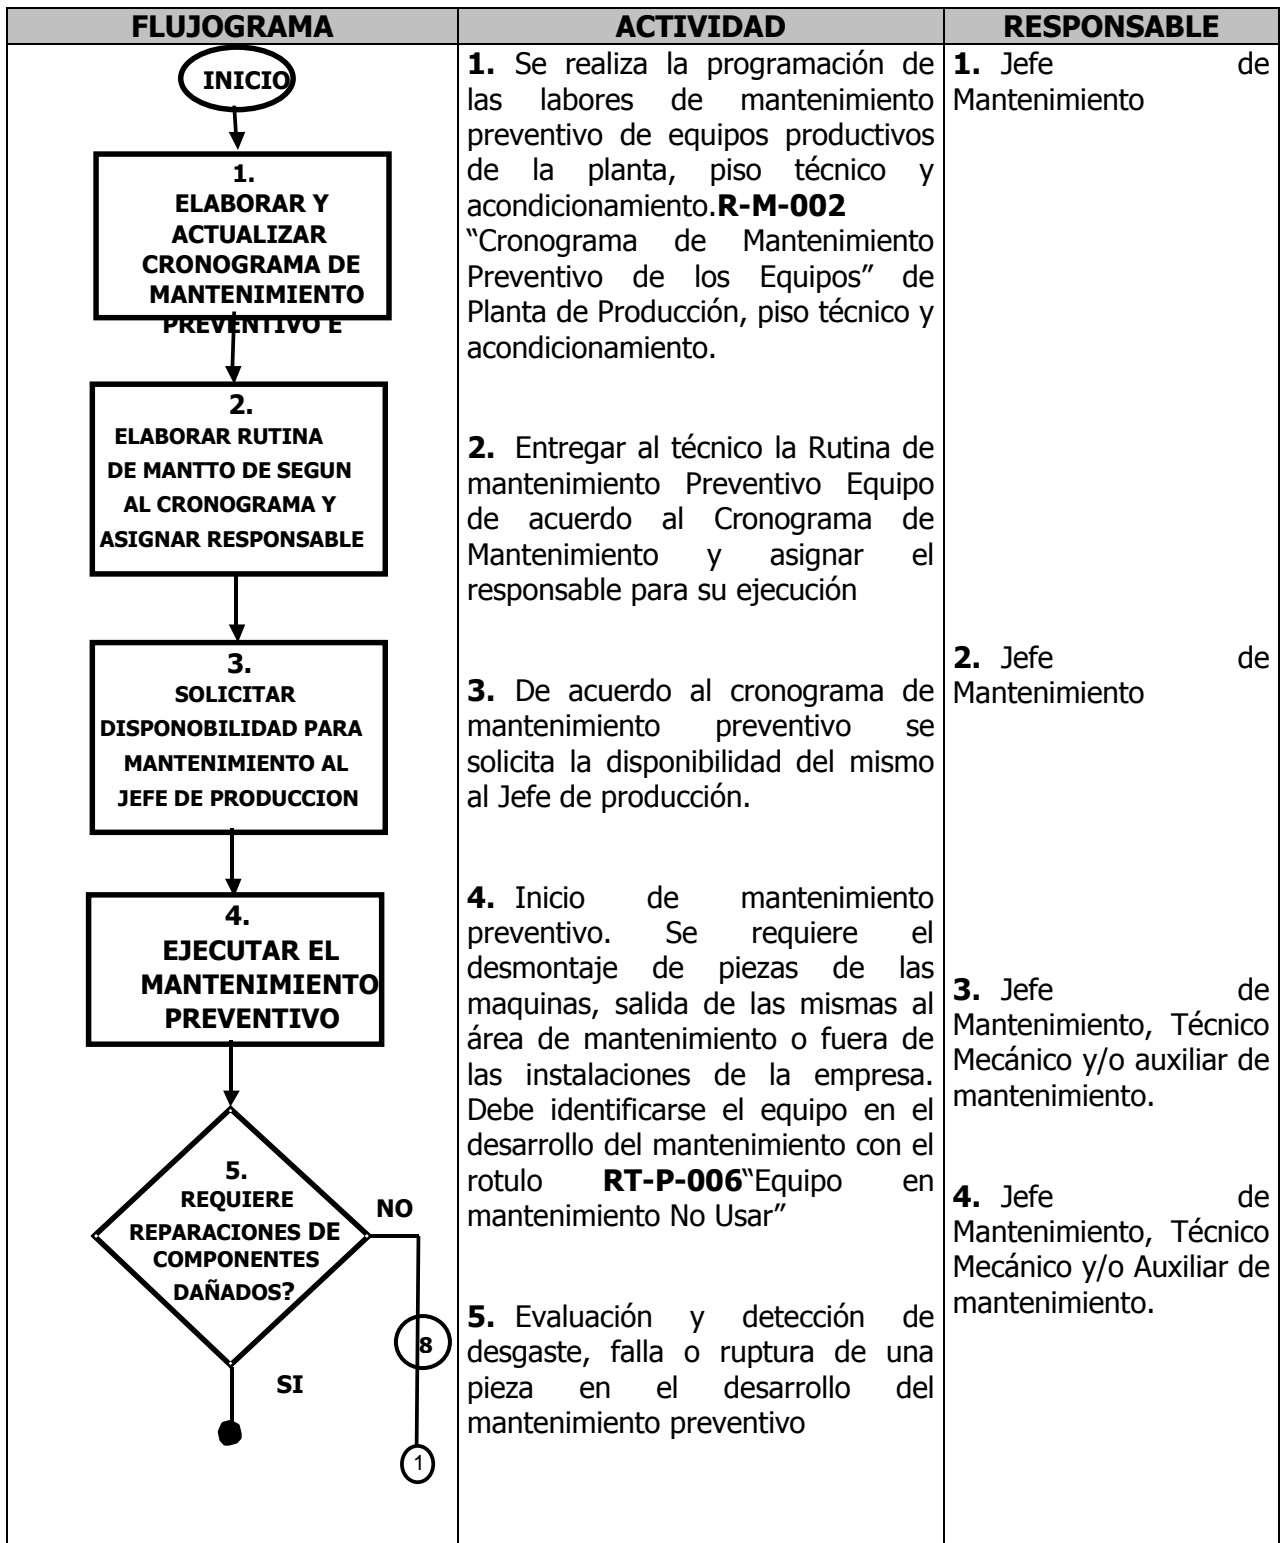 FLUJOGRAMA
ACTIVIDAD
RESPONSABLE
INICIO
1.
ELABORAR Y
ACTUALIZAR
CRONOGRAMA DE
MANTENIMIENTO
PREVENTIVO E
2.
ELABORAR RUTINA
DE MANTTO DE SEGUN
AL CRONOGRAMA Y
ASIGNAR RESPONSABLE
3.
SOLICITAR
DISPONOBILIDAD PARA
MANTENIMIENTO AL
JEFE DE PRODUCCION
4.
EJECUTAR EL
MANTENIMIENTO
PREVENTIVO
5.
REQUIERE
REPARACIONES DE
COMPONENTES
DAÑADOS?
NO
8
SI
1
1. Se realiza la programación de
las labores de mantenimiento
preventivo de equipos productivos
de la planta, piso técnico y
acondicionamiento.R-M-002
“Cronograma de Mantenimiento
Preventivo de los Equipos” de
Planta de Producción, piso técnico y
acondicionamiento.
2. Entregar al técnico la Rutina de
mantenimiento Preventivo Equipo
de acuerdo al Cronograma de
Mantenimiento y asignar el
responsable para su ejecución
3. De acuerdo al cronograma de
mantenimiento preventivo se
solicita la disponibilidad del mismo
al Jefe de producción.
4. Inicio de mantenimiento
preventivo. Se requiere el
desmontaje de piezas de las
maquinas, salida de las mismas al
área de mantenimiento o fuera de
las instalaciones de la empresa.
Debe identificarse el equipo en el
desarrollo del mantenimiento con el
rotulo RT-P-006“Equipo en
mantenimiento No Usar”
5. Evaluación y detección de
desgaste, falla o ruptura de una
pieza en el desarrollo del
mantenimiento preventivo
1. Jefe de
Mantenimiento
2. Jefe de
Mantenimiento
3. Jefe de
Mantenimiento, Técnico
Mecánico y/o auxiliar de
mantenimiento.
4. Jefe de
Mantenimiento, Técnico
Mecánico y/o Auxiliar de
mantenimiento.